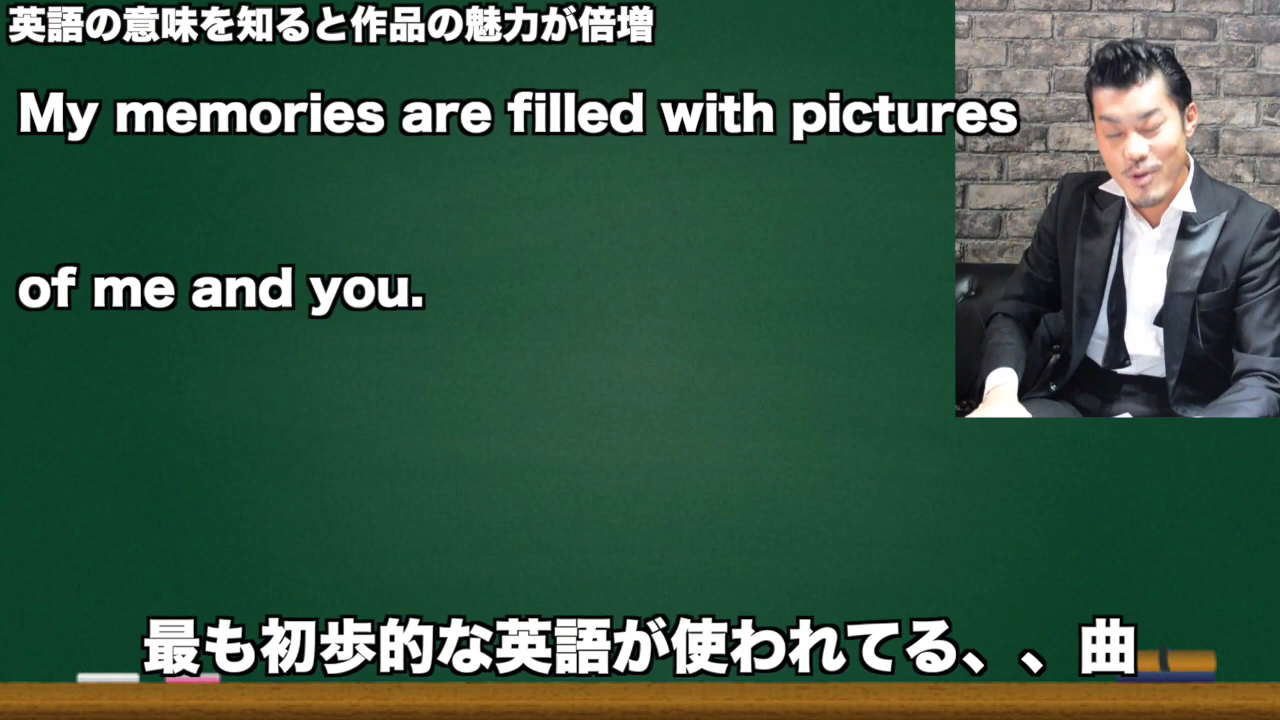 英語の意味を知ると作品の魅力が倍増
My memories are filled with pictures
of me and you.
最も初歩的な英語が使われてる、、曲